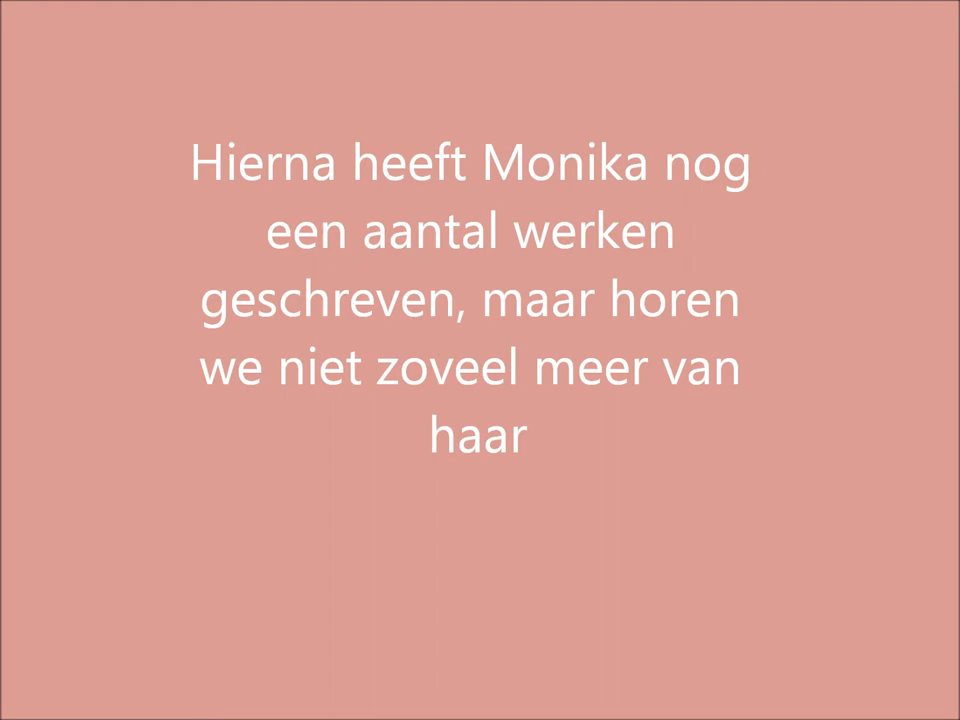 Hierna heeft Monika nog
een aantal werken
geschreven, maar horen
we niet zoveel meer van
haar